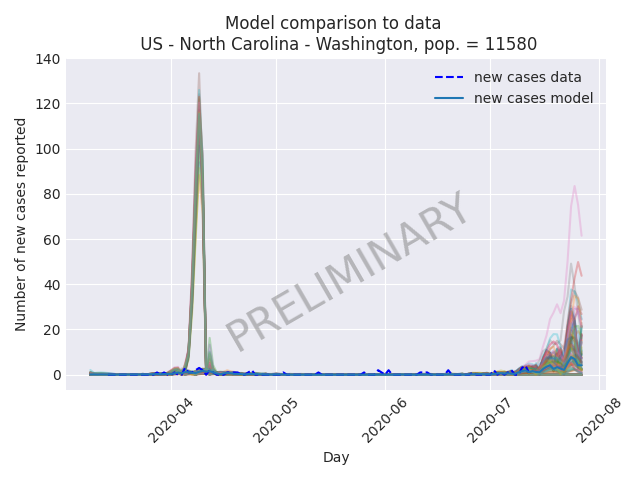 Model comparison to data
US - North Carolina - Washington, pop. = 11580
Number of new cases reported
140
120
100
80
60
40
20
0
new cases data
new cases model
PRELIMINARY
2020-04
2020-05
2020-06
2020-07
2020-08
Day